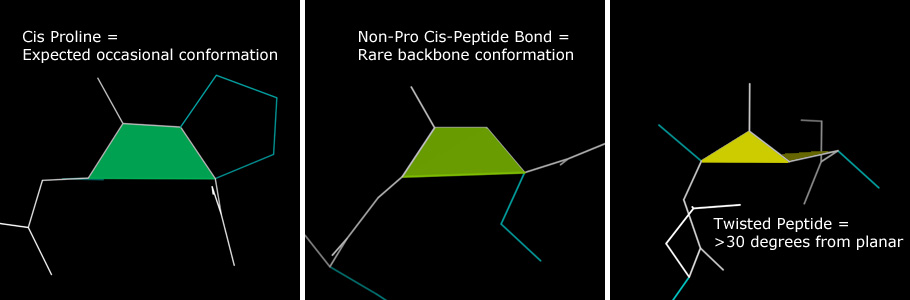 Cis Proline =
Expected occasional conformation
Non-Pro Cis-Peptide Bond =
Rare backbone conformation
Twisted Peptide =
>30 degrees from planar